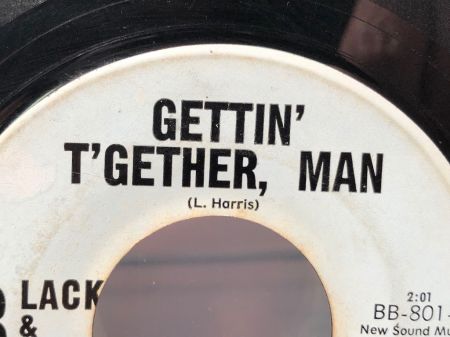 GETTIN'
T'GETHER, MAN
(L. Harris)
LACK
&
2:01
BB-801-
New Sound Mu